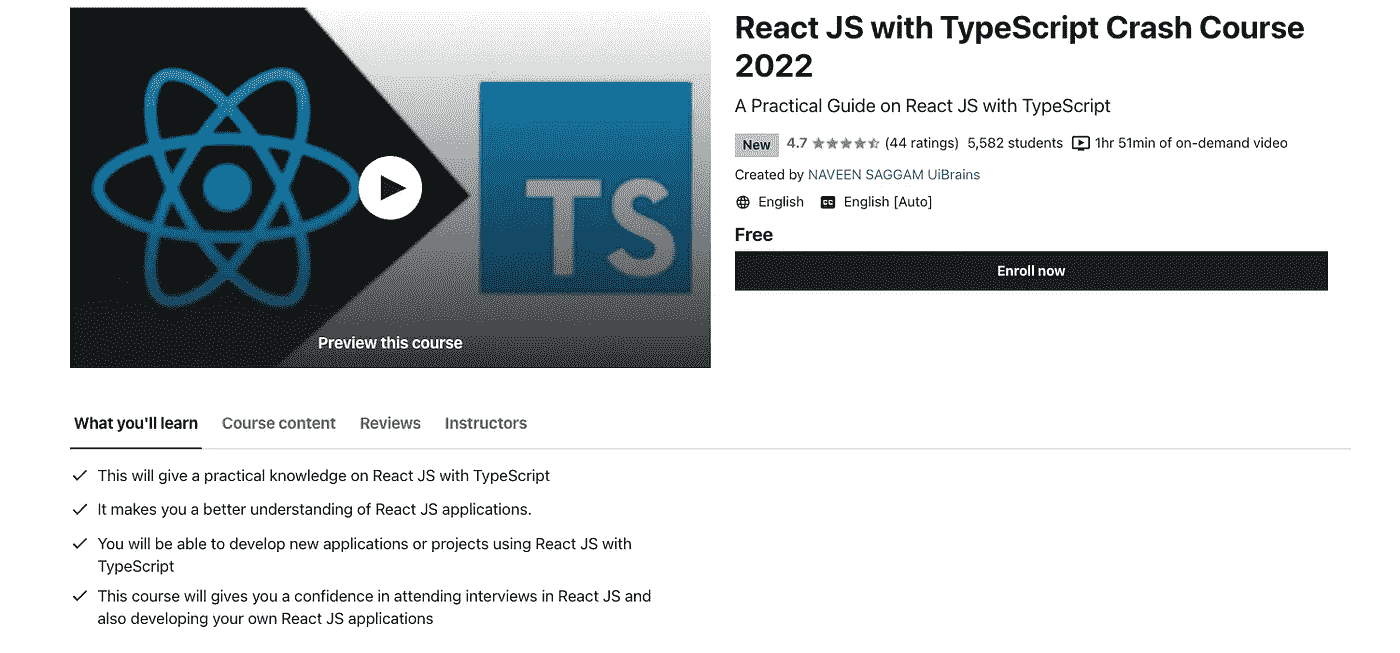 TS
Preview this course
React JS with TypeScript Crash Course
2022
A Practical Guide on React JS with TypeScript
New 4.7 (44 ratings) 5,582 students 1hr 51min of on-demand video
Created by NAVEEN SAGGAM UiBrains
English CC English [Auto]
Free
Enroll now
What you'll learn Course content Reviews Instructors
This will give a practical knowledge on React JS with TypeScript
It makes you a better understanding of React JS applications.
You will be able to develop new applications or projects using React JS with
TypeScript
This course will gives you a confidence in attending interviews in React JS and
also developing your own React JS applications